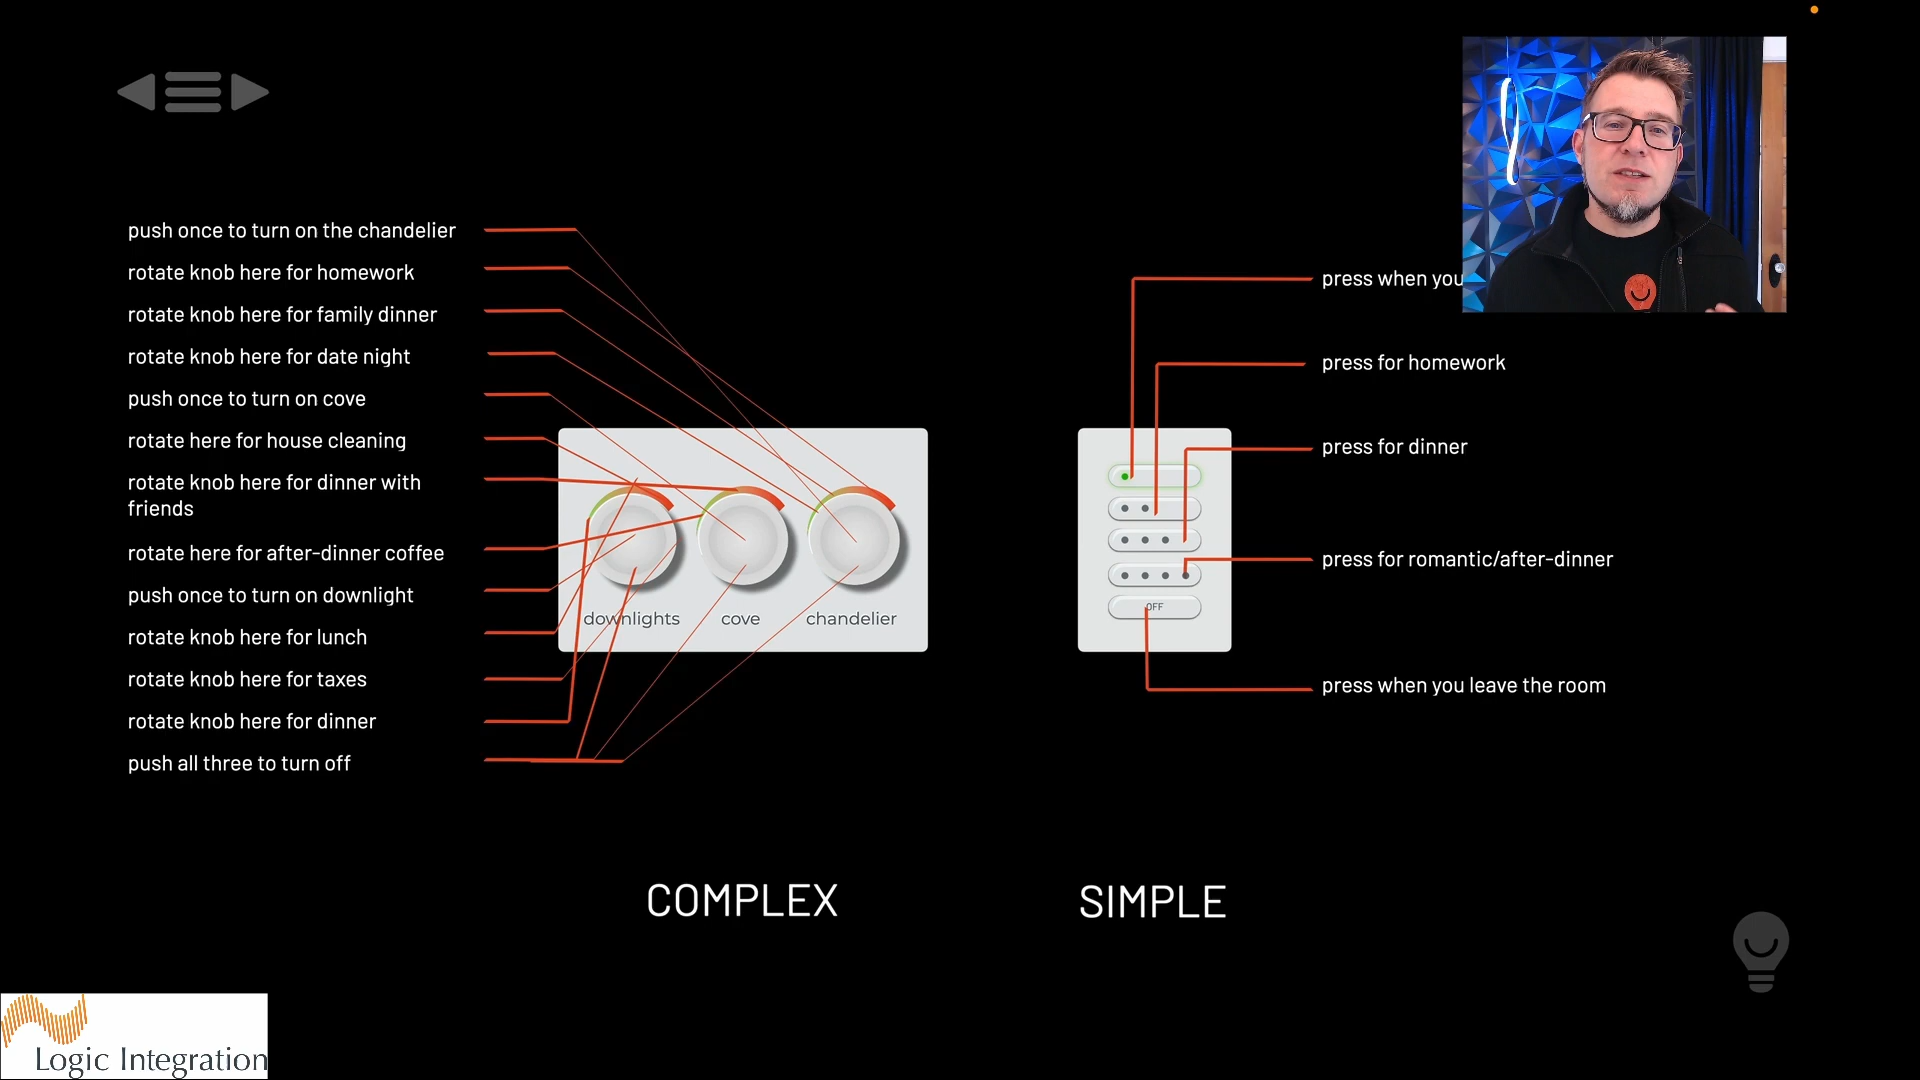 push once to turn on the chandelier
rotate knob here for homework
rotate knob here for family dinner
rotate knob here for date night
push once to turn on cove
rotate here for house cleaning
rotate knob here for dinner with
friends
rotate here for after-dinner coffee
push once to turn on downlight
rotate knob here for lunch
rotate knob here for taxes
rotate knob here for dinner
push all three to turn off
downlights
cove
chandelier
COMPLEX
press when you
press for homework
press for dinner
press for romantic/after-dinner
OFF
press when you leave the room
SIMPLE
Logic Integration